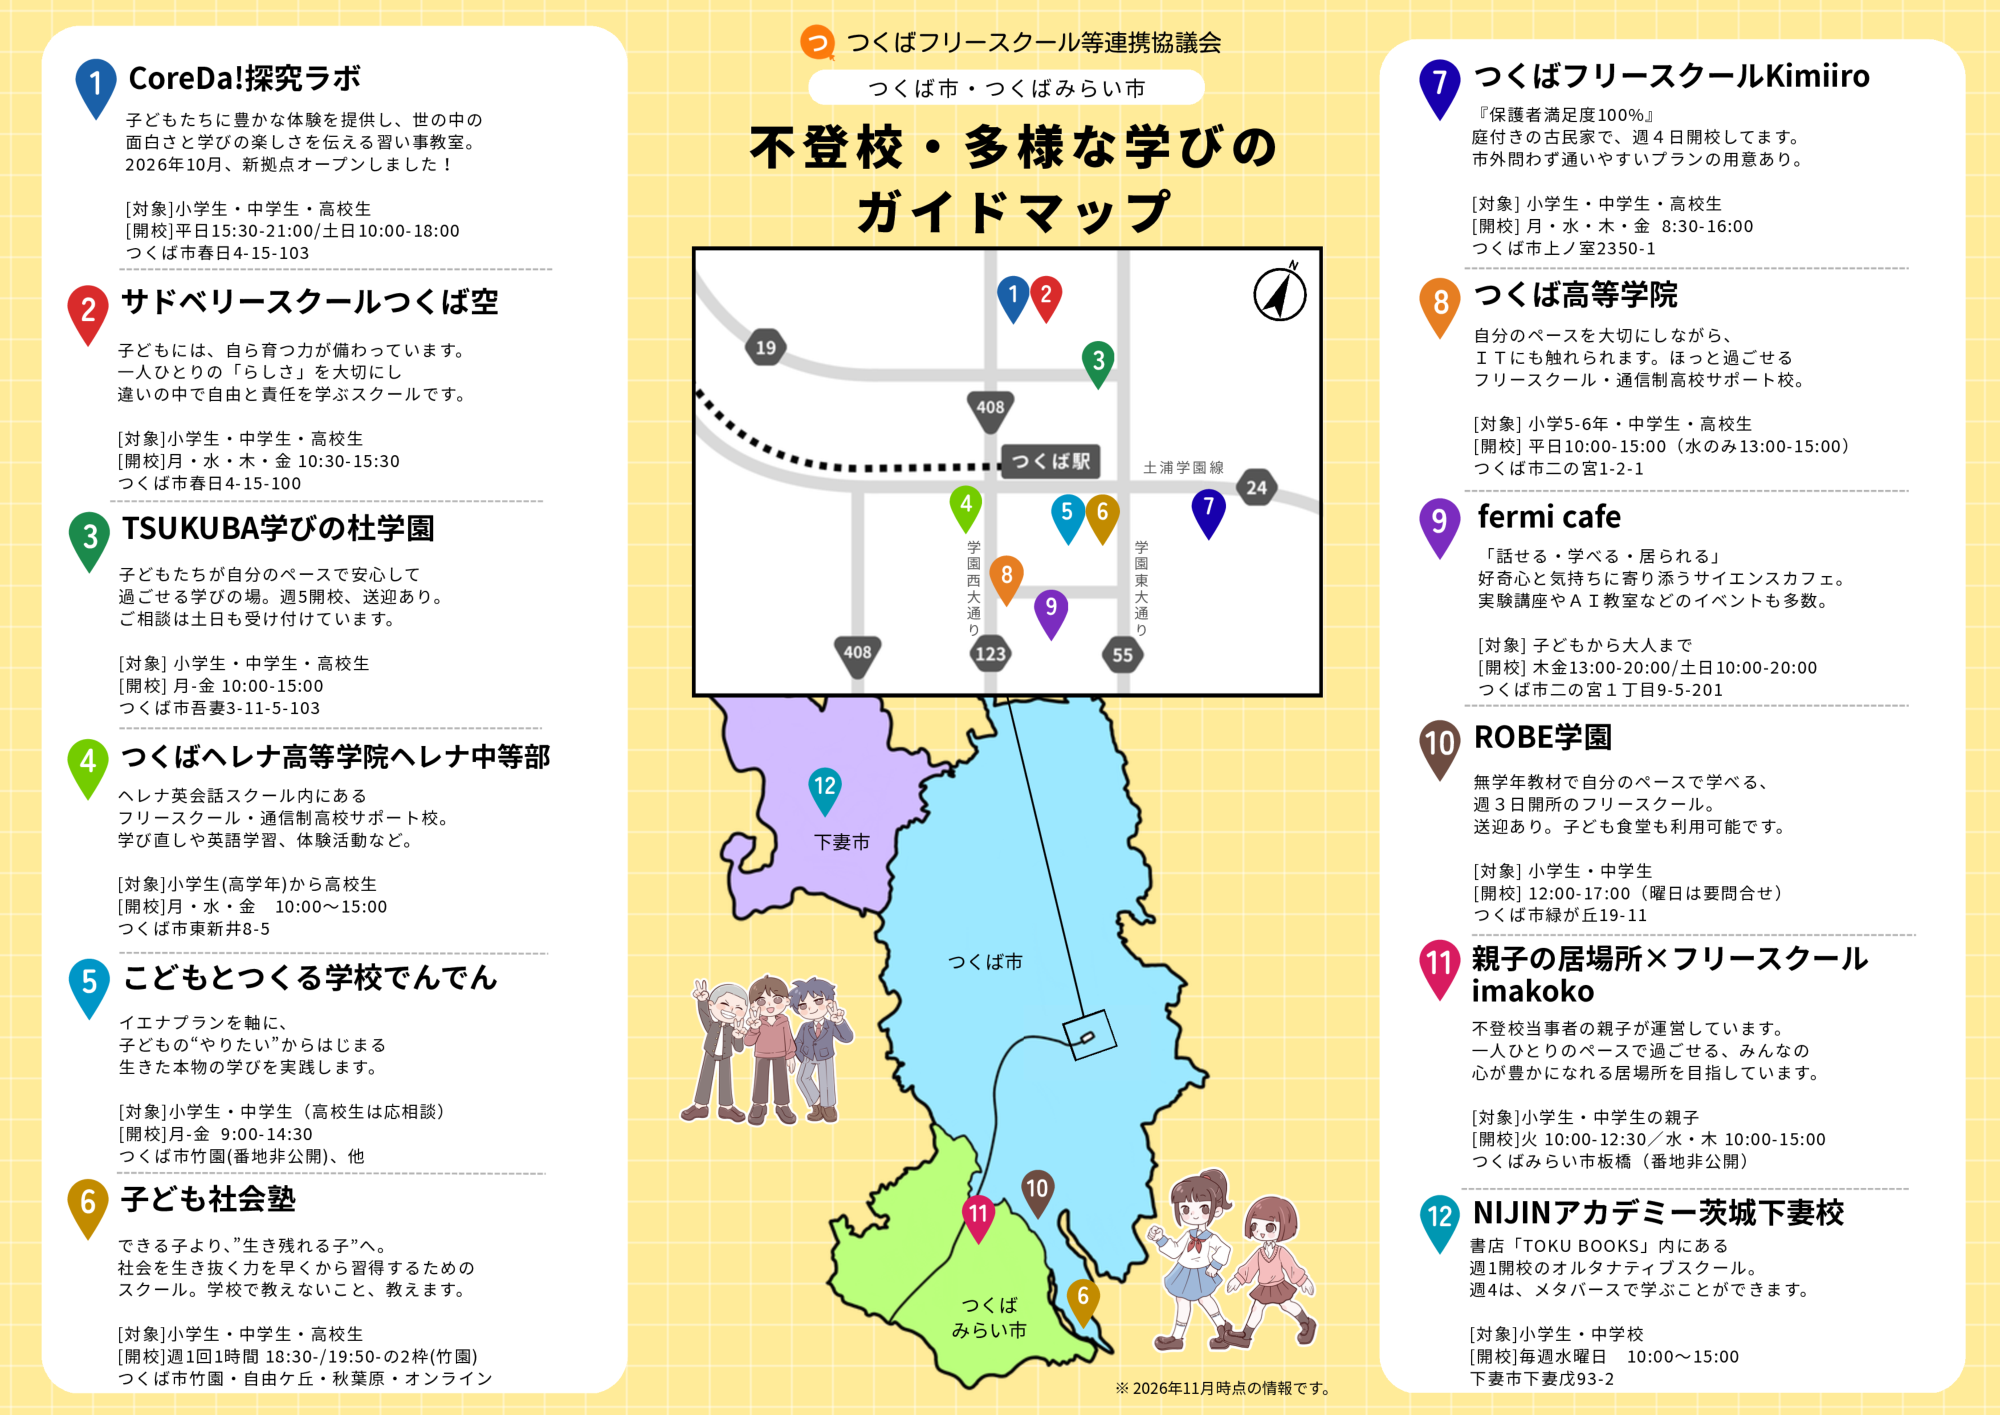 つ つくばフリースクール等連携協議会
つくば市・つくばみらい市
不登校・多様な学びの
ガイドマップ
1 CoreDa!探究ラボ
子どもたちに豊かな体験を提供し、世の中の
面白さと学びの楽しさを伝える習い事教室。
2026年10月、新拠点オープンしました！
[対象]小学生・中学生・高校生
[開校]平日15:30-21:00/土日10:00-18:00
つくば市春日4-15-103
2 サドベリースクールつくば空
子どもには、自ら育つ力が備わっています。
一人ひとりの「らしさ」を大切にし
違いの中で自由と責任を学ぶスクールです。
[対象]小学生・中学生・高校生
[開校]月・水・木・金 10:30-15:30
つくば市春日4-15-100
3 TSUKUBA学びの杜学園
子どもたちが自分のペースで安心して
過ごせる学びの場。週5開校、送迎あり。
ご相談は土日も受け付けています。
[対象] 小学生・中学生・高校生
[開校] 月-金 10:00-15:00
つくば市吾妻3-11-5-103
4 つくばヘレナ高等学院ヘレナ中等部
ヘレナ英会話スクール内にある
フリースクール・通信制高校サポート校。
学び直しや英語学習、体験活動など。
[対象]小学生(高学年)から高校生
[開校]月・水・金　10:00〜15:00
つくば市東新井8-5
5 こどもとつくる学校でんでん
イエナプランを軸に、
子どもの“やりたい”からはじまる
生きた本物の学びを実践します。
[対象]小学生・中学生（高校生は応相談）
[開校]月-金 9:00-14:30
つくば市竹園(番地非公開)、他
6 子ども社会塾
できる子より、”生き残れる子”へ。
社会を生き抜く力を早くから習得するための
スクール。学校で教えないこと、教えます。
[対象]小学生・中学生・高校生
[開校]週1回1時間 18:30-/19:50-の2枠(竹園)
つくば市竹園・自由ケ丘・秋葉原・オンライン
N
1 2
19
3
408
つくば駅
土浦学園線
24
4
5 6
7
学園西大通り
学園東大通り
8
9
408
123
55
12
下妻市
つくば市
10
11
6
つくば
みらい市
※ 2026年11月時点の情報です。
7 つくばフリースクールKimiiro
『保護者満足度100%』
庭付きの古民家で、週４日開校してます。
市外問わず通いやすいプランの用意あり。
[対象] 小学生・中学生・高校生
[開校] 月・水・木・金 8:30-16:00
つくば市上ノ室2350-1
8 つくば高等学院
自分のペースを大切にしながら、
ＩＴにも触れられます。ほっと過ごせる
フリースクール・通信制高校サポート校。
[対象] 小学5-6年・中学生・高校生
[開校] 平日10:00-15:00（水のみ13:00-15:00）
つくば市二の宮1-2-1
9 fermi cafe
「話せる・学べる・居られる」
好奇心と気持ちに寄り添うサイエンスカフェ。
実験講座やＡＩ教室などのイベントも多数。
[対象] 子どもから大人まで
[開校] 木金13:00-20:00/土日10:00-20:00
つくば市二の宮１丁目9-5-201
10 ROBE学園
無学年教材で自分のペースで学べる、
週３日開所のフリースクール。
送迎あり。子ども食堂も利用可能です。
[対象] 小学生・中学生
[開校] 12:00-17:00（曜日は要問合せ）
つくば市緑が丘19-11
11 親子の居場所×フリースクール
imakoko
不登校当事者の親子が運営しています。
一人ひとりのペースで過ごせる、みんなの
心が豊かになれる居場所を目指しています。
[対象]小学生・中学生の親子
[開校]火 10:00-12:30／水・木 10:00-15:00
つくばみらい市板橋（番地非公開）
12 NIJINアカデミー茨城下妻校
書店「TOKU BOOKS」内にある
週1開校のオルタナティブスクール。
週4は、メタバースで学ぶことができます。
[対象]小学生・中学校
[開校]毎週水曜日　10:00〜15:00
下妻市下妻戊93-2